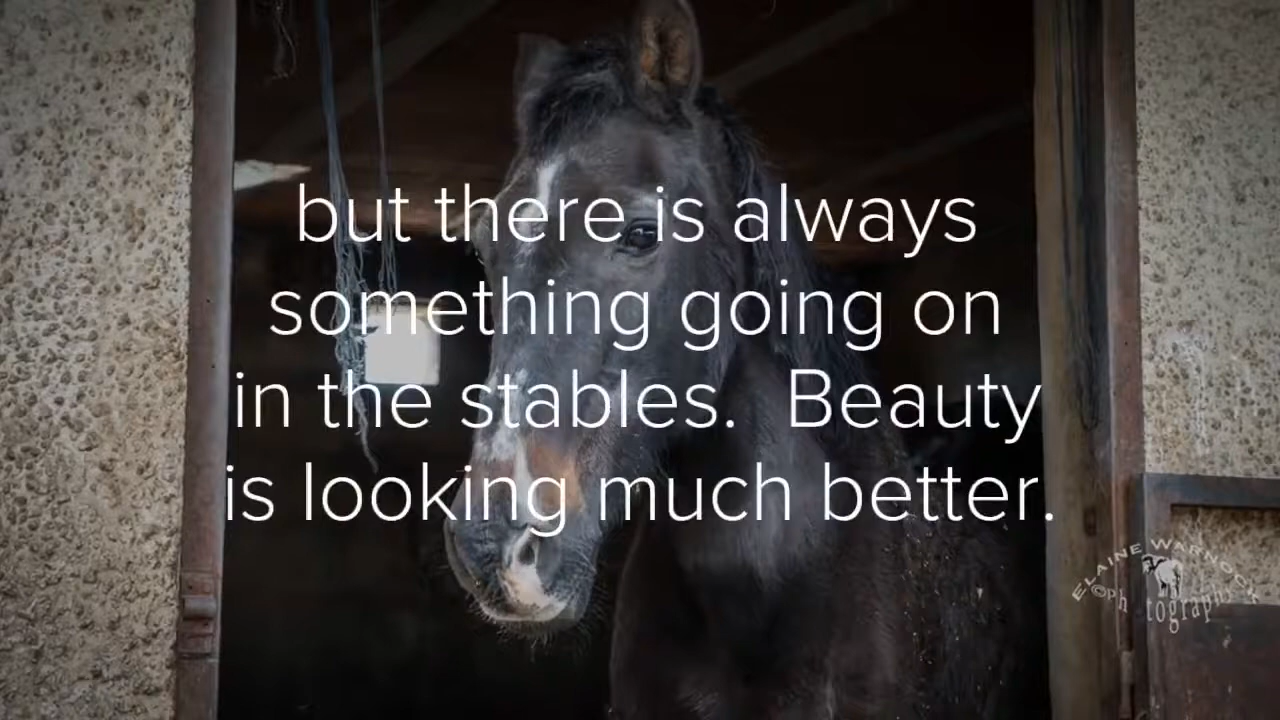 but there is always
something going on
in the stables.  Beauty
is looking much better.
ELAINE WARNOCK
©photography